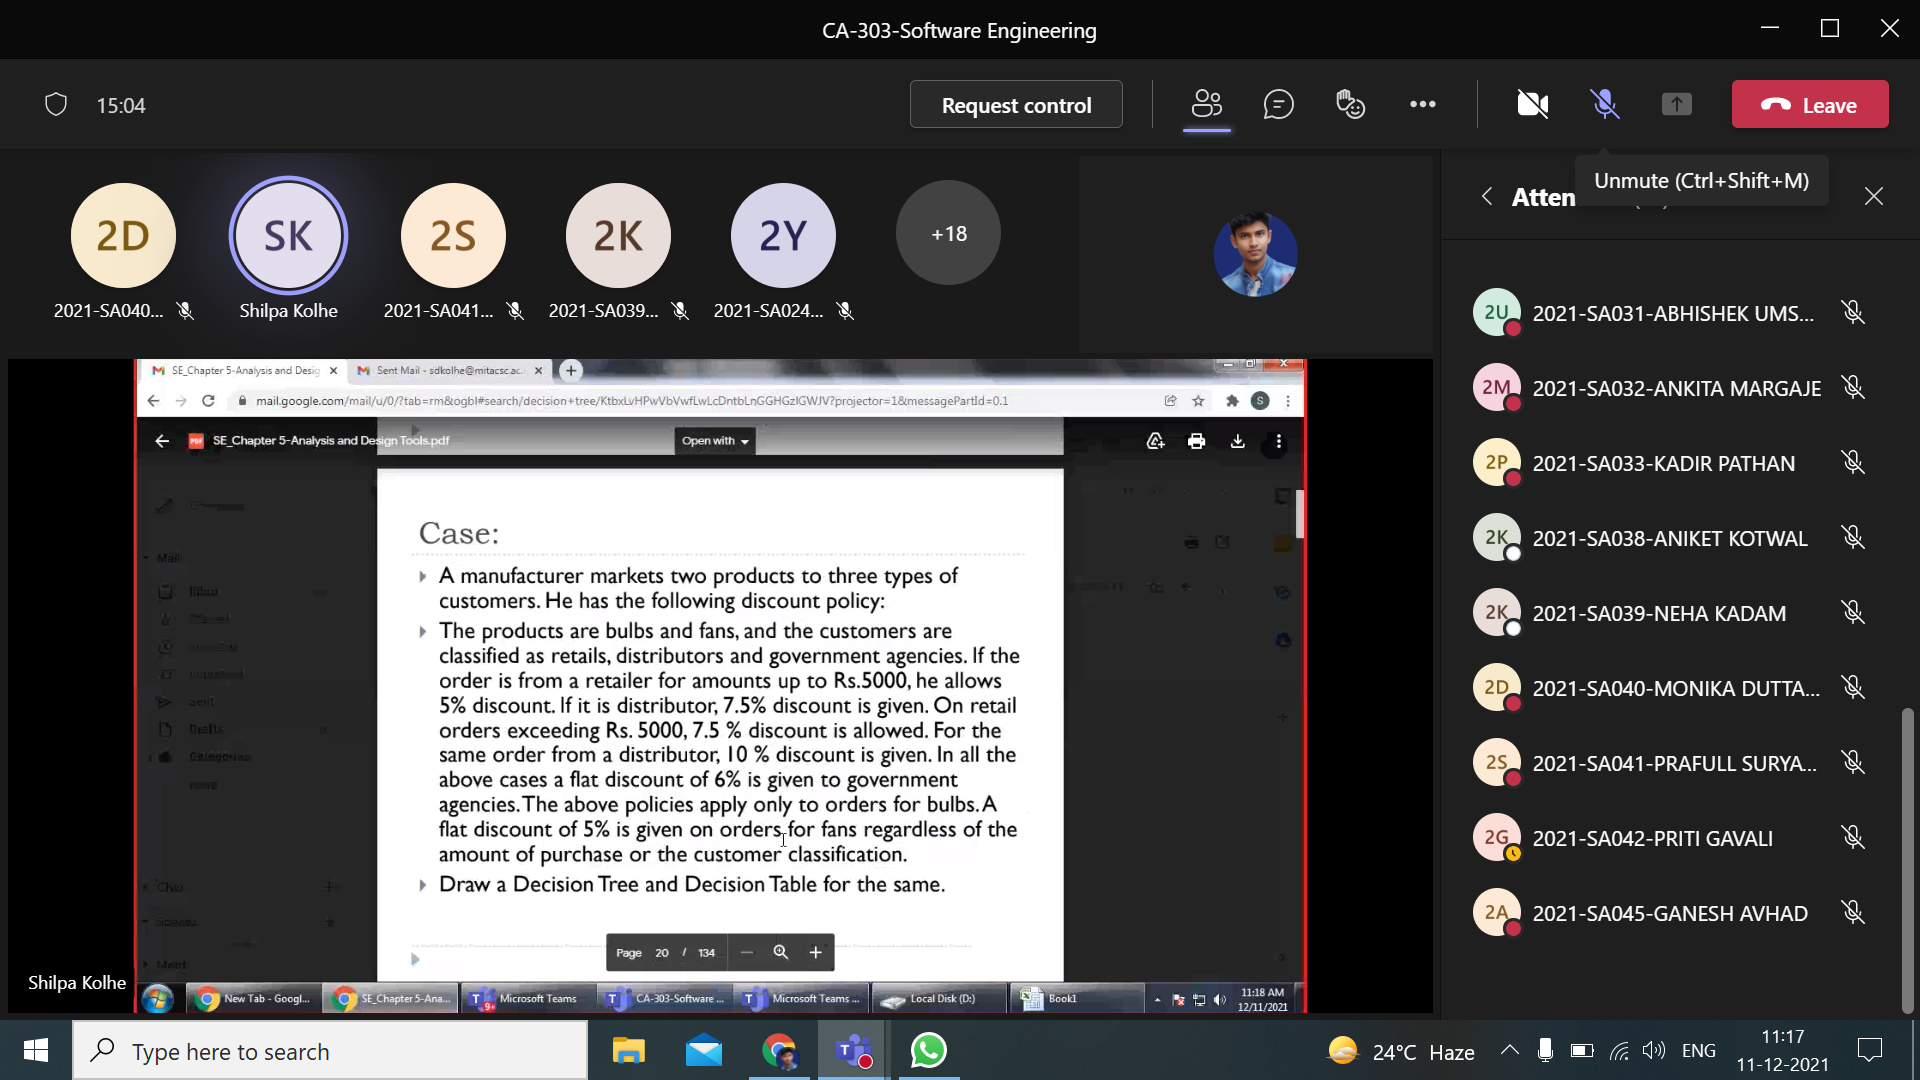 CA-303-Software Engineering
15:04
Request control
Leave
Unmute (Ctrl+Shift+M)
Atten
2D
SK
2S
2K
2Y
+18
2021-SA040...
Shilpa Kolhe
2021-SA041...
2021-SA039...
2021-SA024...
2U 2021-SA031-ABHISHEK UMS...
2M 2021-SA032-ANKITA MARGAJE
2P 2021-SA033-KADIR PATHAN
2K 2021-SA038-ANIKET KOTWAL
2K 2021-SA039-NEHA KADAM
2D 2021-SA040-MONIKA DUTTA...
2S 2021-SA041-PRAFULL SURYA...
2G 2021-SA042-PRITI GAVALI
2A 2021-SA045-GANESH AVHAD
SE_Chapter 5-Analysis and Desig
Sent Mail - sdkolhe@mitacsc.ac.
mail.google.com/mail/u/0/?tab=rm&ogbl#search/decision+tree/KtbxLvHPwVbVwfLwLcDntbLnGGHGzlGWJV?projector=1&messagePartId=0.1
S
PDF SE_Chapter 5-Analysis and Design Tools.pdf
Open with
Mail
Sent
Drafts
Categories
More
Chat
Spaces
Meet
Case:
A manufacturer markets two products to three types of
customers. He has the following discount policy:
The products are bulbs and fans, and the customers are
classified as retails, distributors and government agencies. If the
order is from a retailer for amounts up to Rs.5000, he allows
5% discount. If it is distributor, 7.5% discount is given. On retail
orders exceeding Rs. 5000, 7.5 % discount is allowed. For the
same order from a distributor, 10 % discount is given. In all the
above cases a flat discount of 6% is given to government
agencies. The above policies apply only to orders for bulbs. A
flat discount of 5% is given on orders for fans regardless of the
amount of purchase or the customer classification.
Draw a Decision Tree and Decision Table for the same.
Page 20 / 134
Shilpa Kolhe
New Tab - Googl...
SE_Chapter 5-Ana...
9+
Microsoft Teams
CA-303-Software ...
Microsoft Teams ...
Local Disk (D:)
Book1
11:18 AM
12/11/2021
Type here to search
24°C Haze
ENG
11:17
11-12-2021